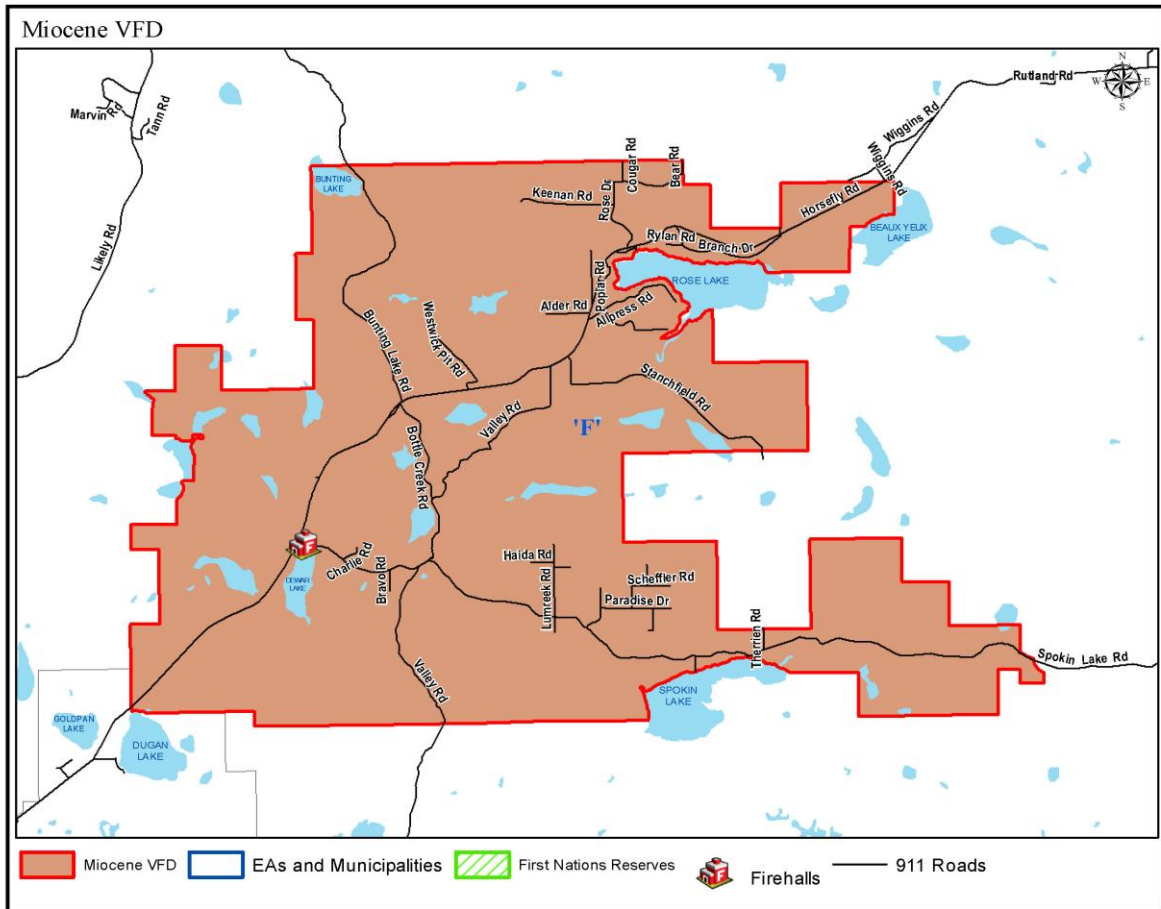 Miocene VFD
N
W E
S
Rutland Rd
Marvin Rd
Tann Rd
Wiggins Rd
Wiggins Rd
Cougar Rd
Bear Rd
BUNTING
LAKE
Keenan Rd
Rose Dr
Horsefly Rd
Likely Rd
Rylan Rd
Branch Dr
BEAUX YEUX
LAKE
Poplar Rd
ROSE LAKE
Alder Rd
Allpress Rd
Bunting Lake Rd
Westwick Pit Rd
Stanchfield Rd
Valley Rd
'F'
Bottle Creek Rd
F
Charlie Rd
Haida Rd
DEWAR
LAKE
Bravo Rd
Scheffler Rd
Lumreek Rd
Paradise Dr
Therrien Rd
Spokin Lake Rd
Valley Rd
SPOKIN
LAKE
GOLDPAN
LAKE
DUGAN
LAKE
Miocene VFD
EAs and Municipalities
First Nations Reserves
F
Firehalls
911 Roads